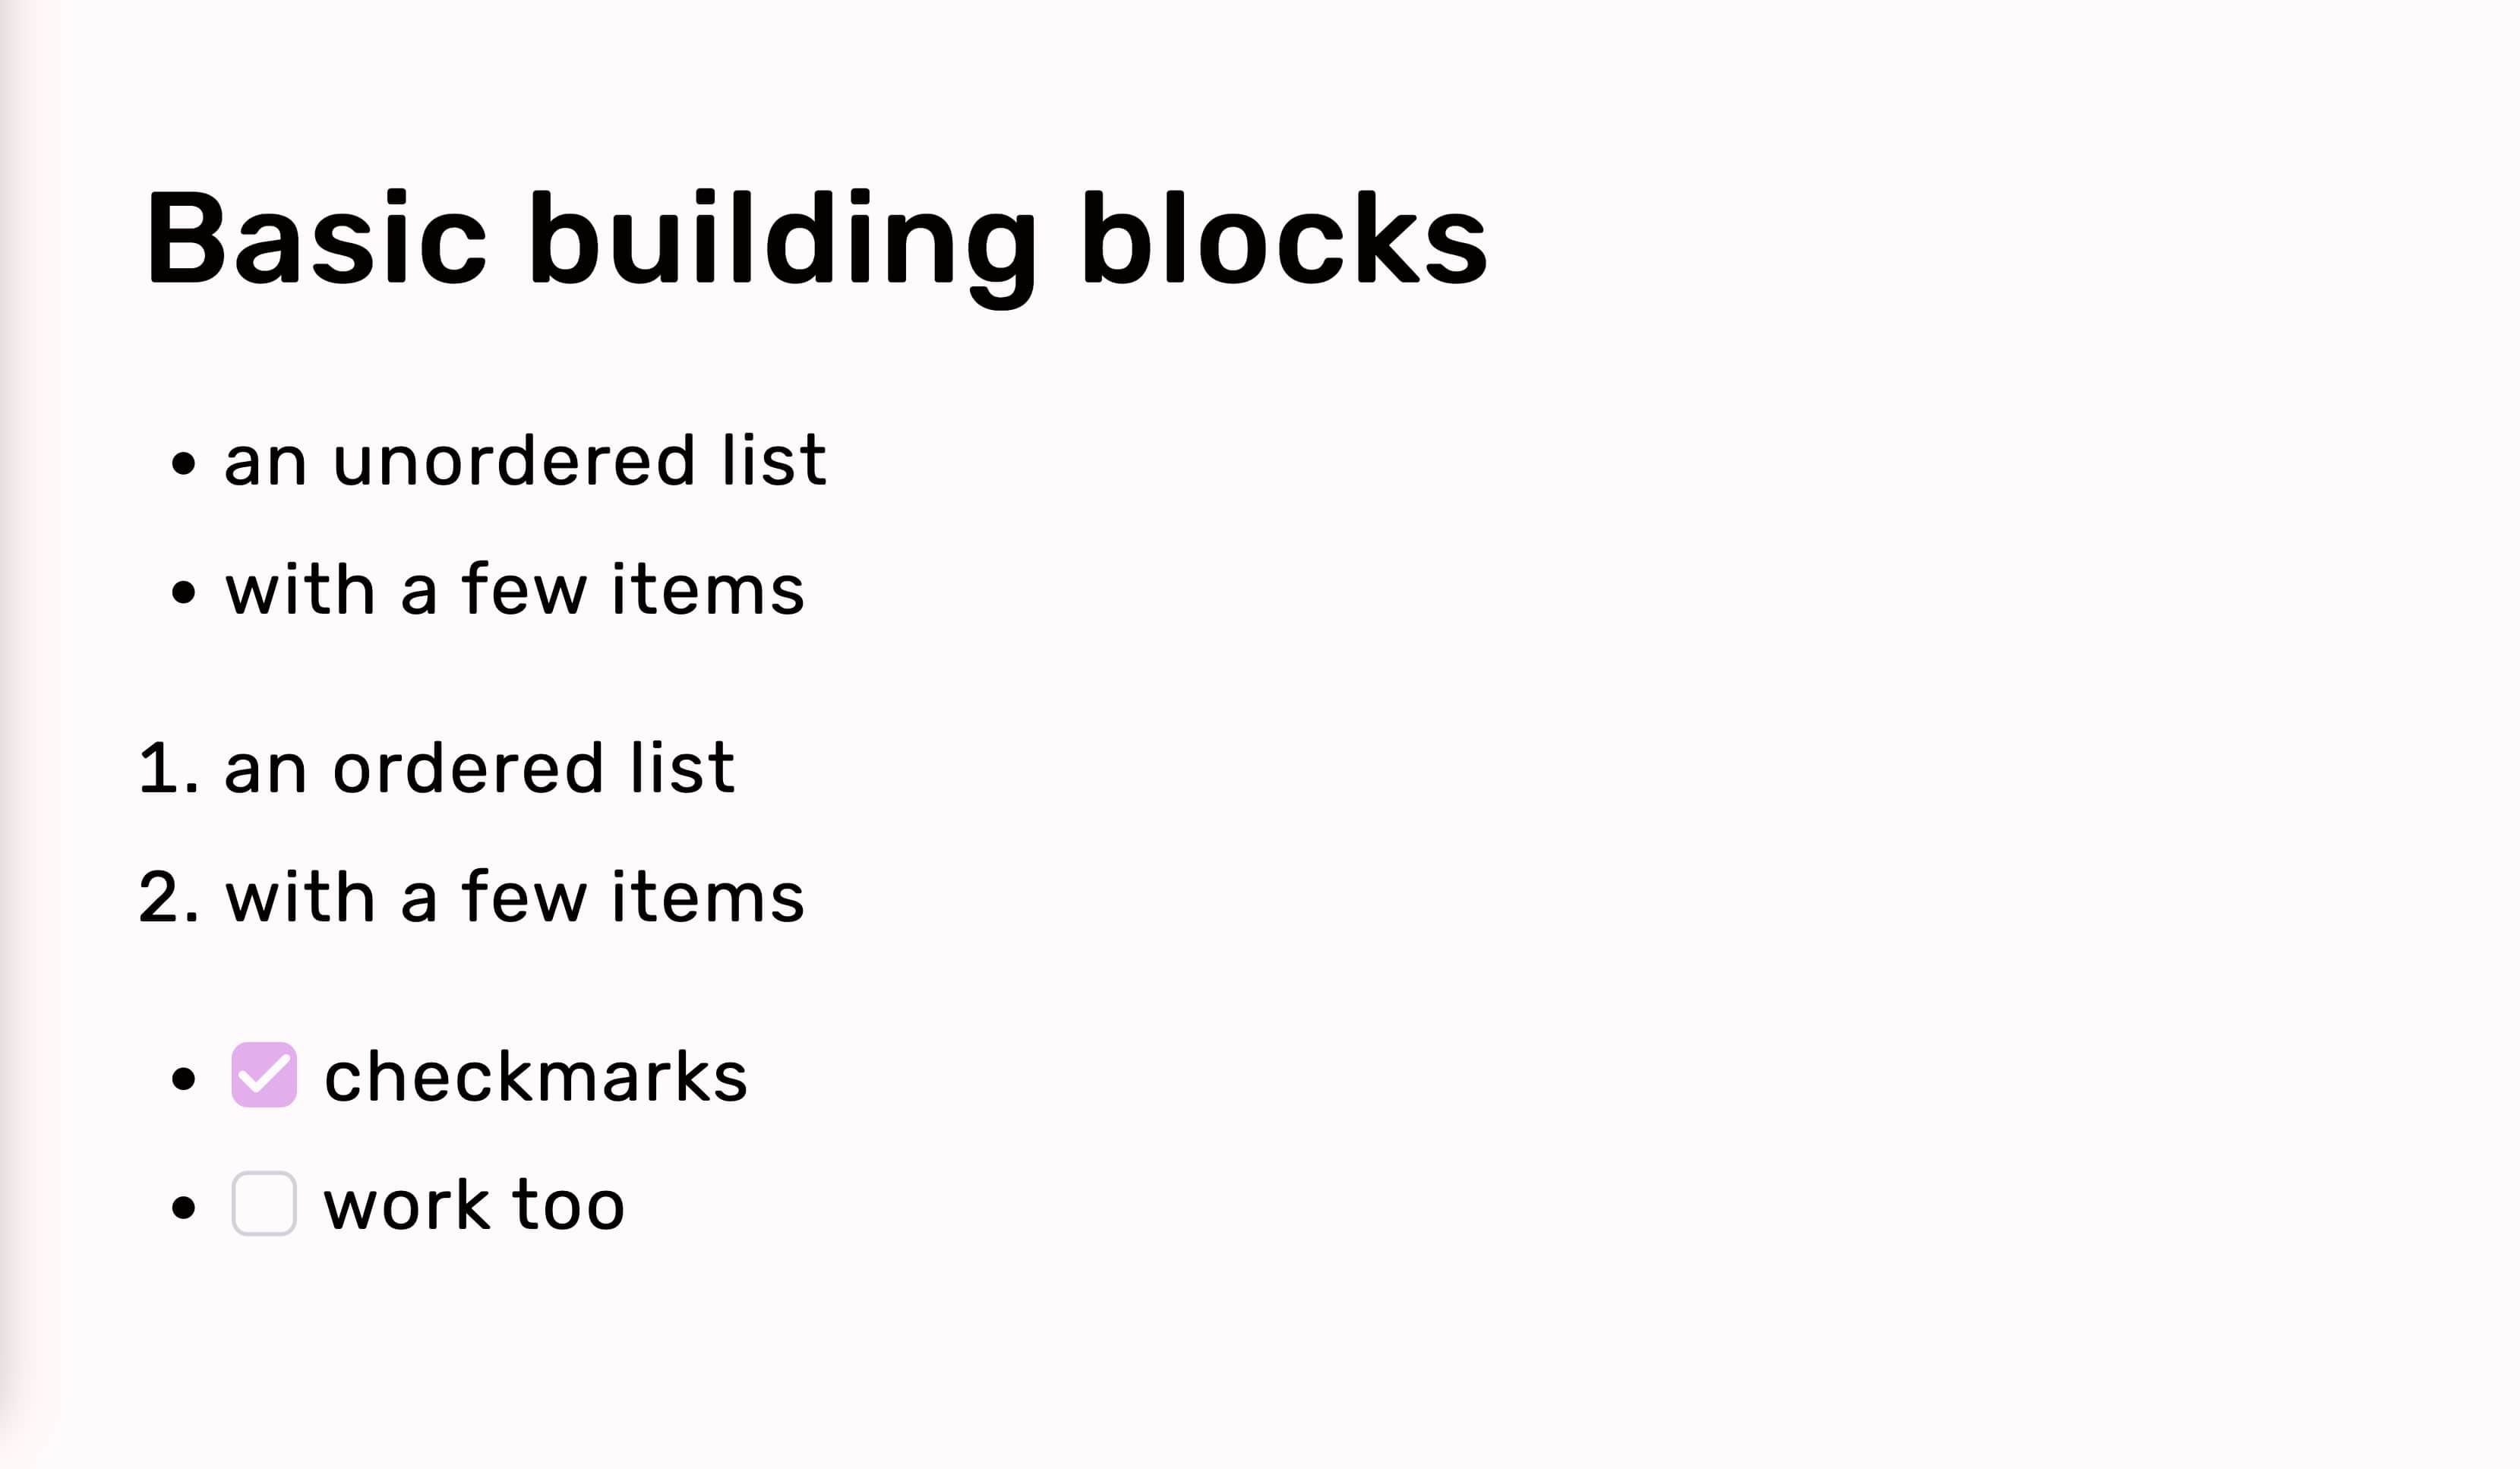 Basic building blocks
• an unordered list
• with a few items
1. an ordered list
2. with a few items
• ☑ checkmarks
• ☐ work too